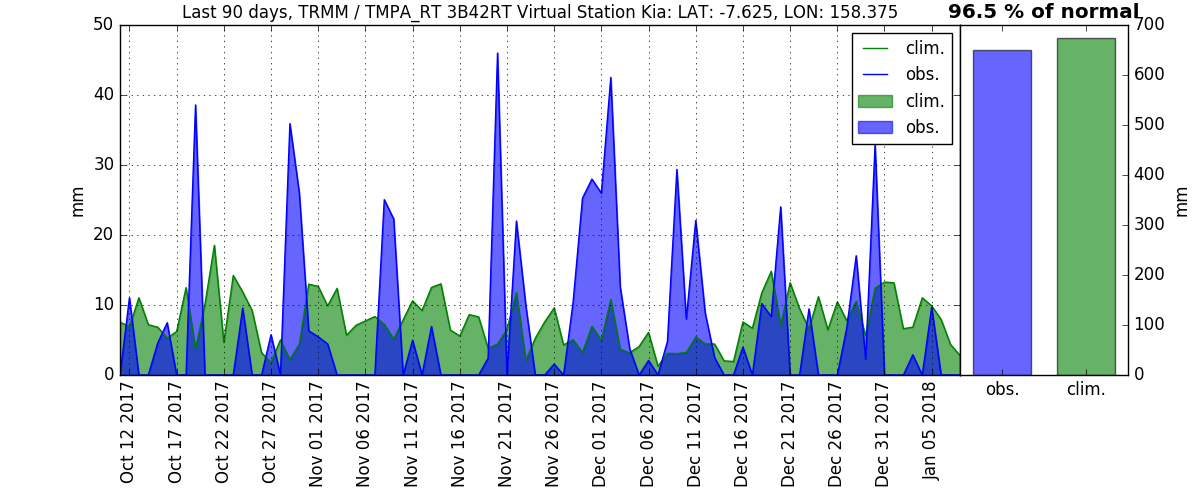 Last 90 days, TRMM / TMPA_RT 3B42RT Virtual Station Kia: LAT: -7.625, LON: 158.375
96.5 % of normal
50
40
30
20
10
0
mm
clim.
obs.
clim.
obs.
700
600
500
400
300
200
100
0
mm
obs.
clim.
Oct 12 2017
Oct 17 2017
Oct 22 2017
Oct 27 2017
Nov 01 2017
Nov 06 2017
Nov 11 2017
Nov 16 2017
Nov 21 2017
Nov 26 2017
Dec 01 2017
Dec 06 2017
Dec 11 2017
Dec 16 2017
Dec 21 2017
Dec 26 2017
Dec 31 2017
Jan 05 2018